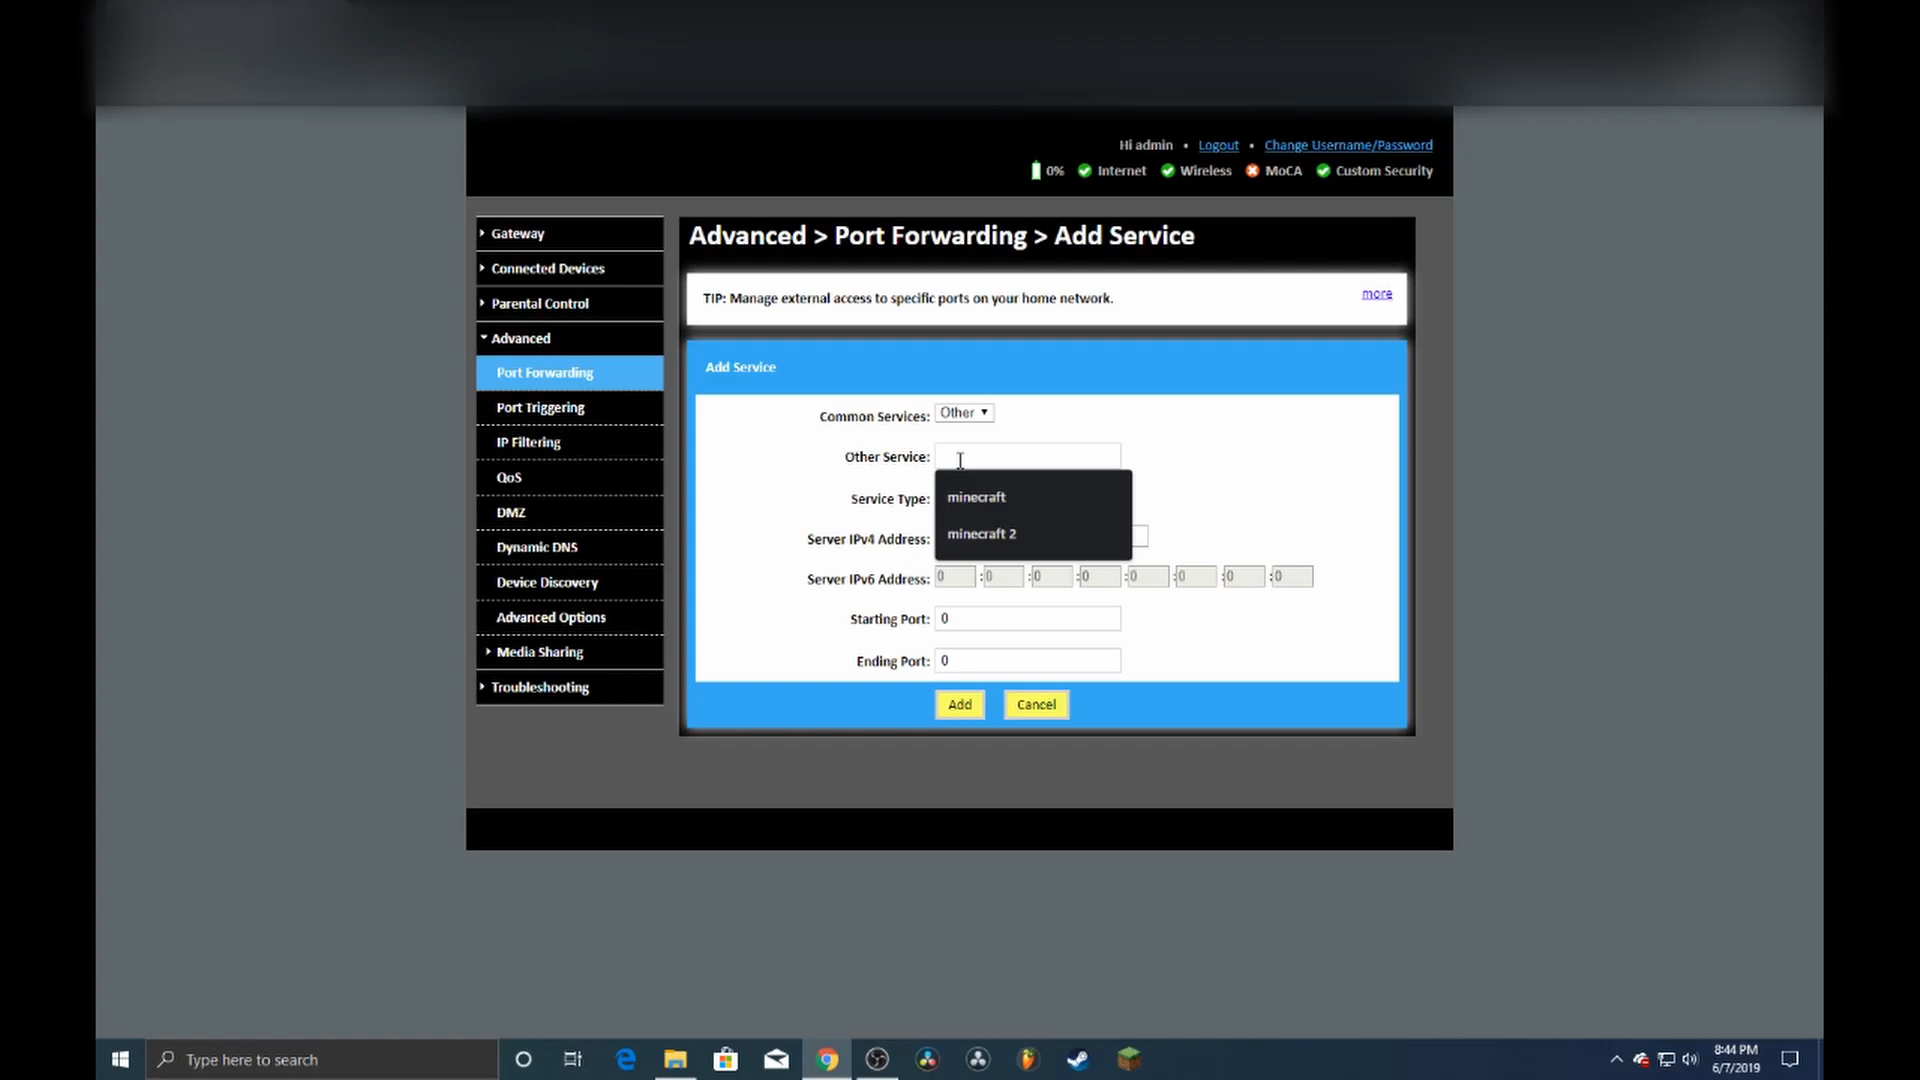 Hi admin • Logout • Change Username/Password
0% Internet Wireless MoCA Custom Security
Gateway
Connected Devices
Parental Control
Advanced
Port Forwarding
Port Triggering
IP Filtering
QoS
DMZ
Dynamic DNS
Device Discovery
Advanced Options
Media Sharing
Troubleshooting
Advanced > Port Forwarding > Add Service
TIP: Manage external access to specific ports on your home network. more
Add Service
Common Services: Other
Other Service:
minecraft
Service Type:
minecraft 2
Server IPv4 Address:
Server IPv6 Address: 0 :0 :0 :0 :0 :0 :0 :0
Starting Port: 0
Ending Port: 0
Add Cancel
Type here to search
8:44 PM
6/7/2019